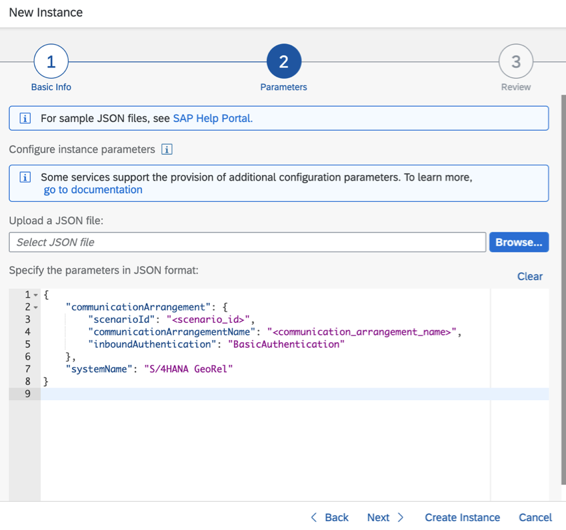 New Instance
1
2
3
Basic Info
Parameters
Review
For sample JSON files, see SAP Help Portal.
Configure instance parameters
Some services support the provision of additional configuration parameters. To learn more,
go to documentation
Upload a JSON file:
Select JSON file
Browse...
Specify the parameters in JSON format:
Clear
1 {
2 "communicationArrangement": {
3 "scenarioId": "<scenario_id>",
4 "communicationArrangementName": "<communication_arrangement_name>",
5 "inboundAuthentication": "BasicAuthentication"
6 },
7 "systemName": "S/4HANA GeoRel"
8 }
9
Back Next Create Instance Cancel